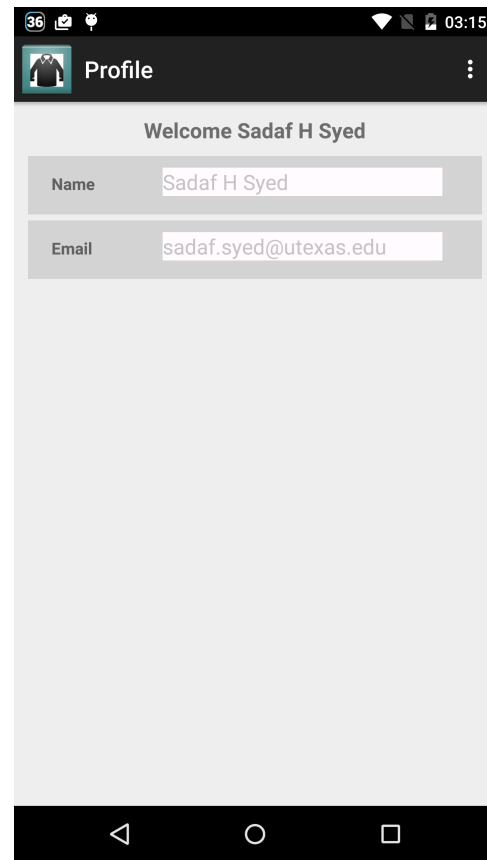 36 03:15
Profile
Welcome Sadaf H Syed
Name Sadaf H Syed
Email sadaf.syed@utexas.edu